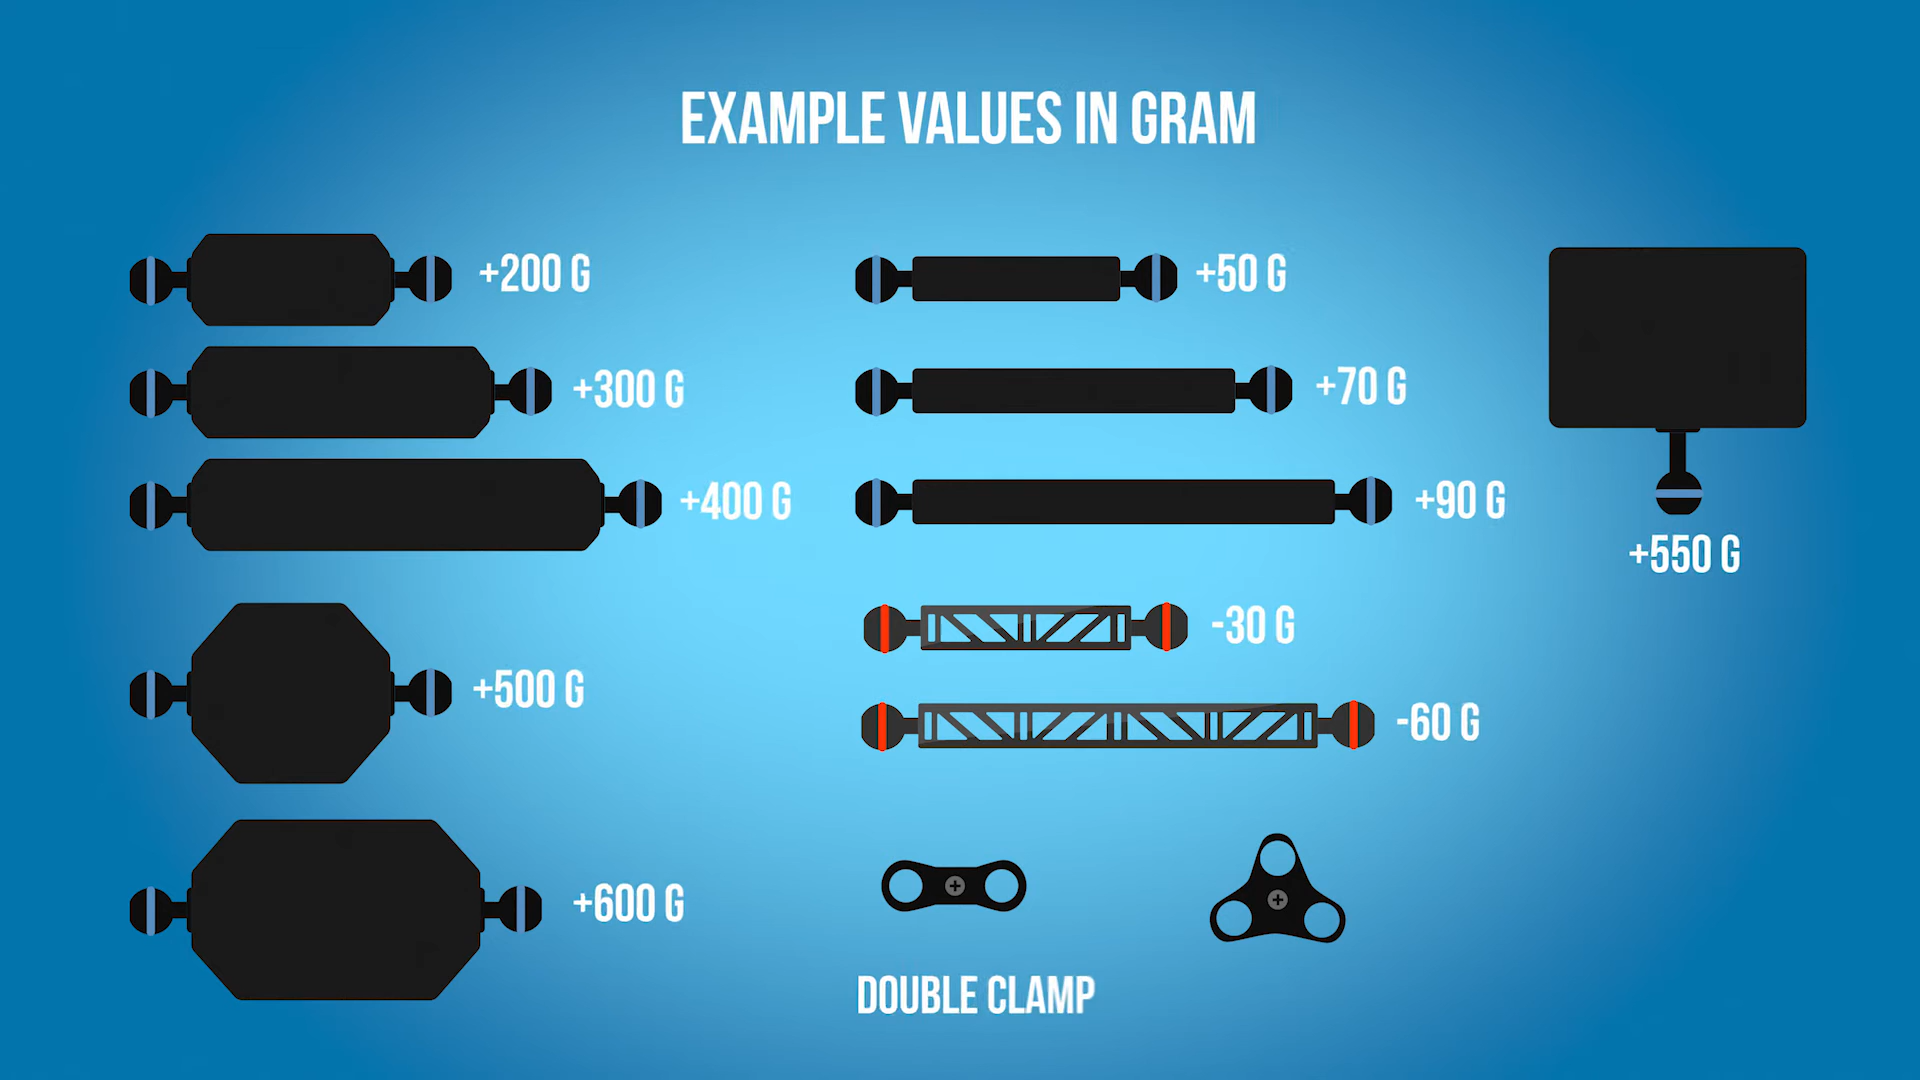 EXAMPLE VALUES IN GRAM
+200 G
+300 G
+400 G
+500 G
+600 G
+50 G
+70 G
+90 G
-30 G
-60 G
DOUBLE CLAMP
+550 G